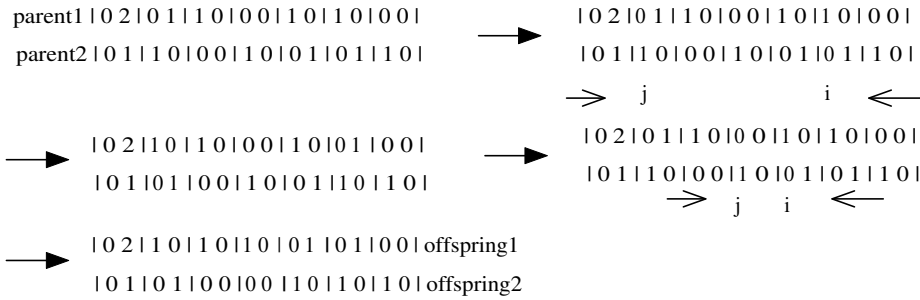 parent1 | 0 2 | 0 1 | 1 0 | 0 0 | 1 0 | 1 0 | 0 0 |
parent2 | 0 1 | 1 0 | 0 0 | 1 0 | 0 1 | 0 1 | 1 0 |
| 0 2 | 0 1 | 1 0 | 0 0 | 1 0 | 1 0 | 0 0 |
| 0 1 | 1 0 | 0 0 | 1 0 | 0 1 | 0 1 | 1 0 |
j i
| 0 2 | 1 0 | 1 0 | 0 0 | 1 0 | 0 1 | 0 0 |
| 0 1 | 0 1 | 0 0 | 1 0 | 0 1 | 1 0 | 1 0 |
| 0 2 | 0 1 | 1 0 | 0 0 | 1 0 | 1 0 | 0 0 |
| 0 1 | 1 0 | 0 0 | 1 0 | 0 1 | 0 1 | 1 0 |
j i
| 0 2 | 1 0 | 1 0 | 1 0 | 0 1 | 0 1 | 0 0 | offspring1
| 0 1 | 0 1 | 0 0 | 0 0 | 1 0 | 1 0 | 1 0 | offspring2